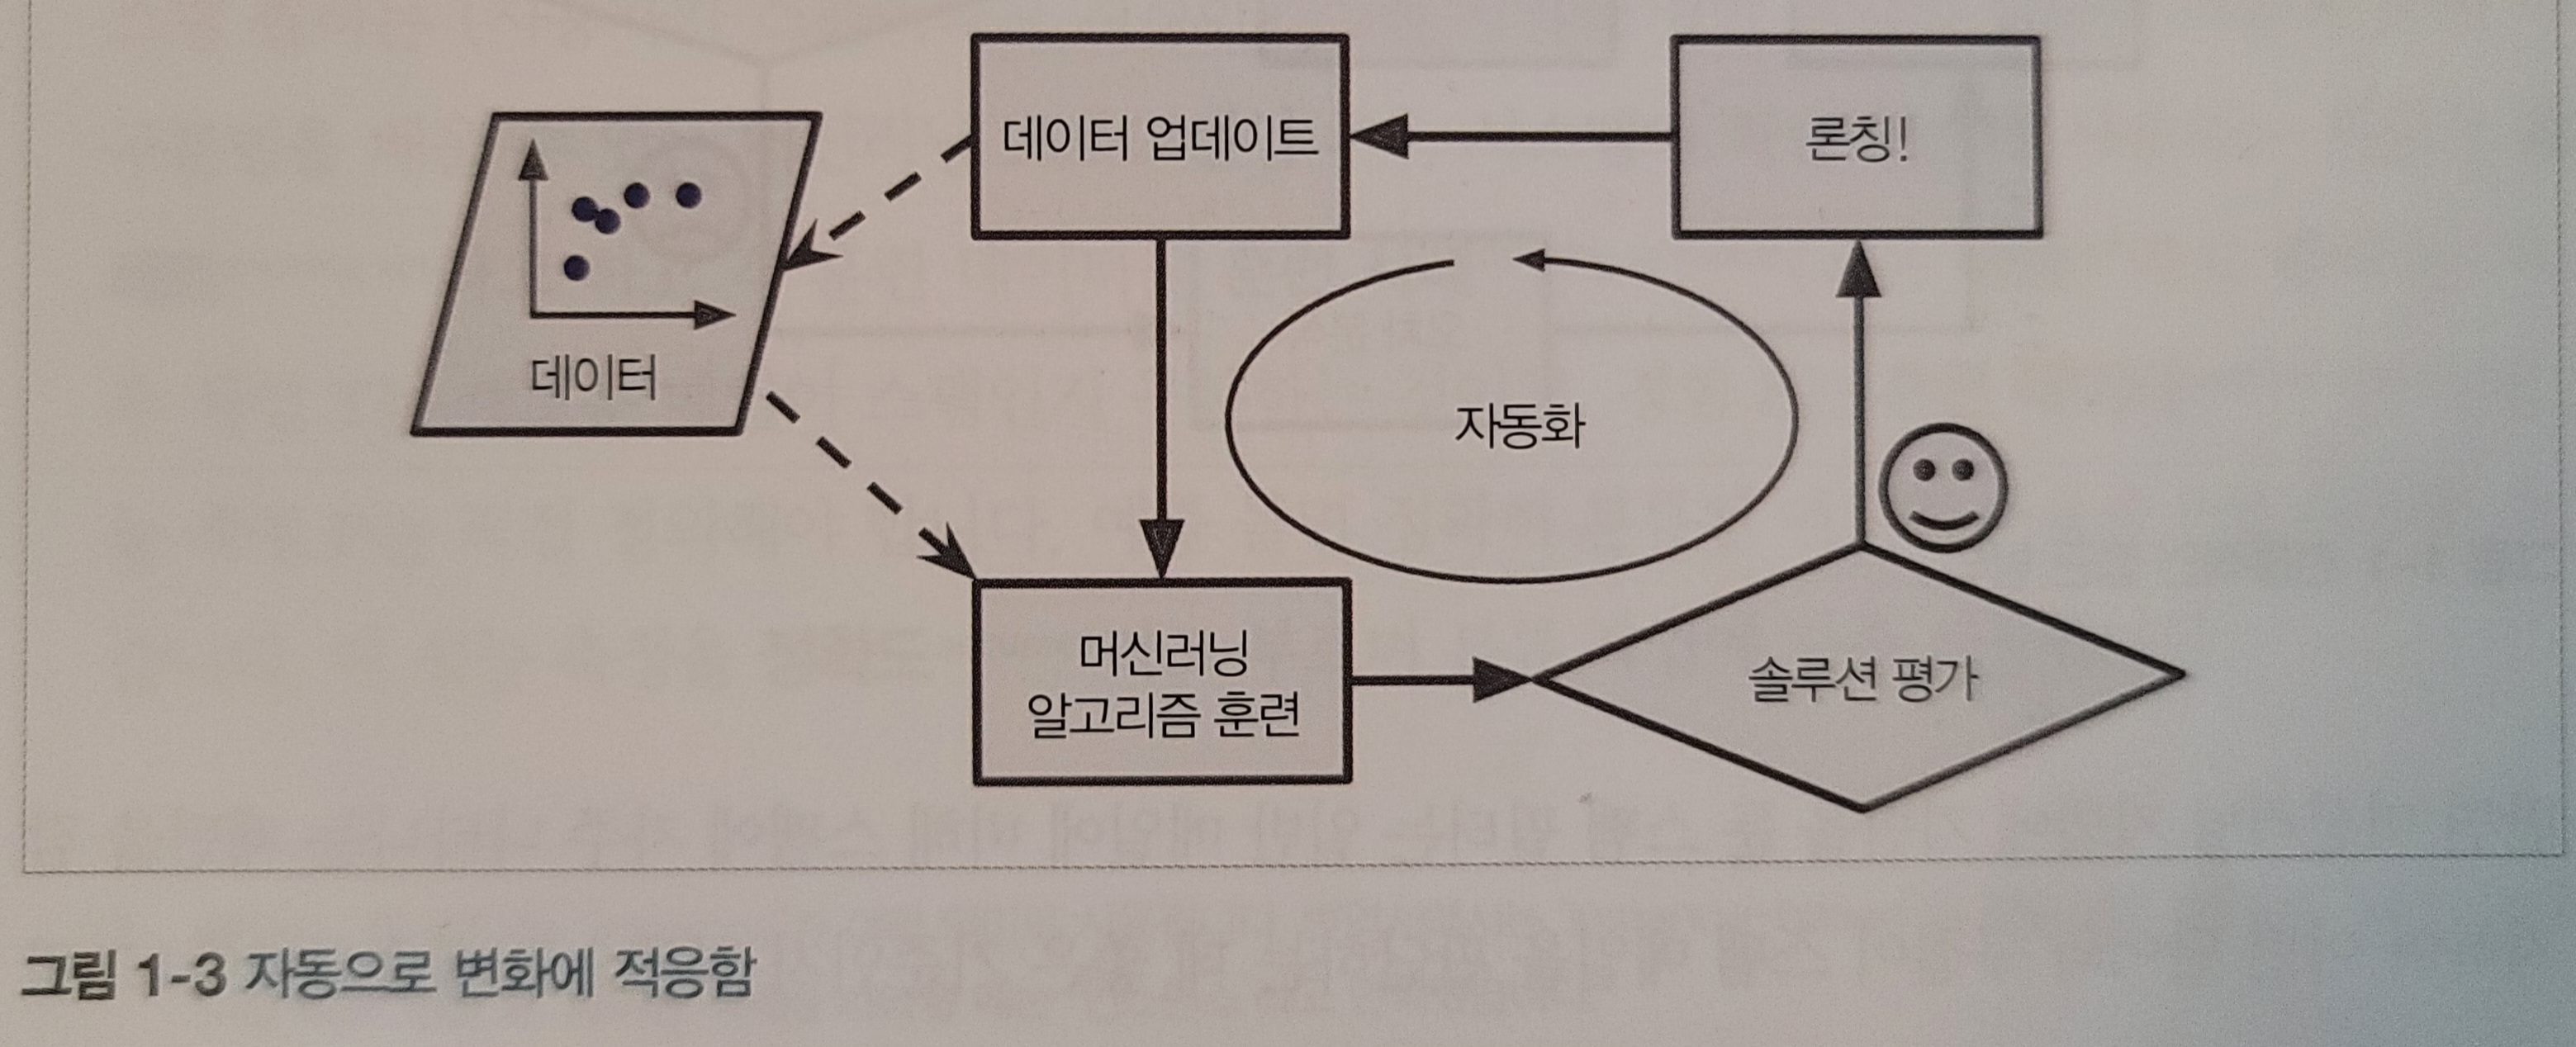 데이터 업데이트
론칭!
데이터
자동화
머신러닝
알고리즘 훈련
솔루션 평가
그림 1-3 자동으로 변화에 적응함